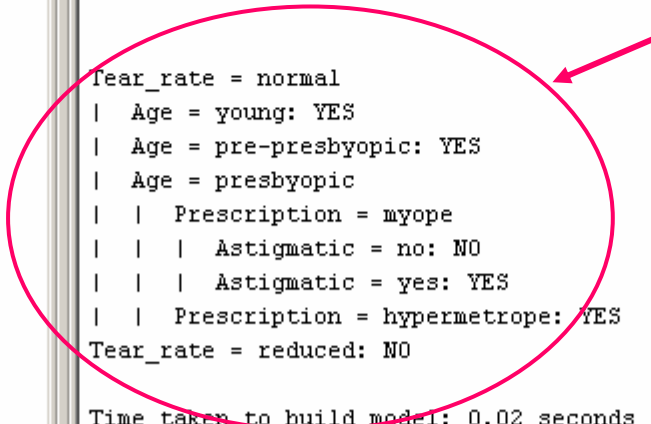 Tear_rate = normal
|  Age = young: YES
|  Age = pre-presbyopic: YES
|  Age = presbyopic
|  |  Prescription = myope
|  |  |  Astigmatic = no: NO
|  |  |  Astigmatic = yes: YES
|  |  Prescription = hypermetrope: YES
Tear_rate = reduced: NO
Time taken to build model: 0.02 seconds